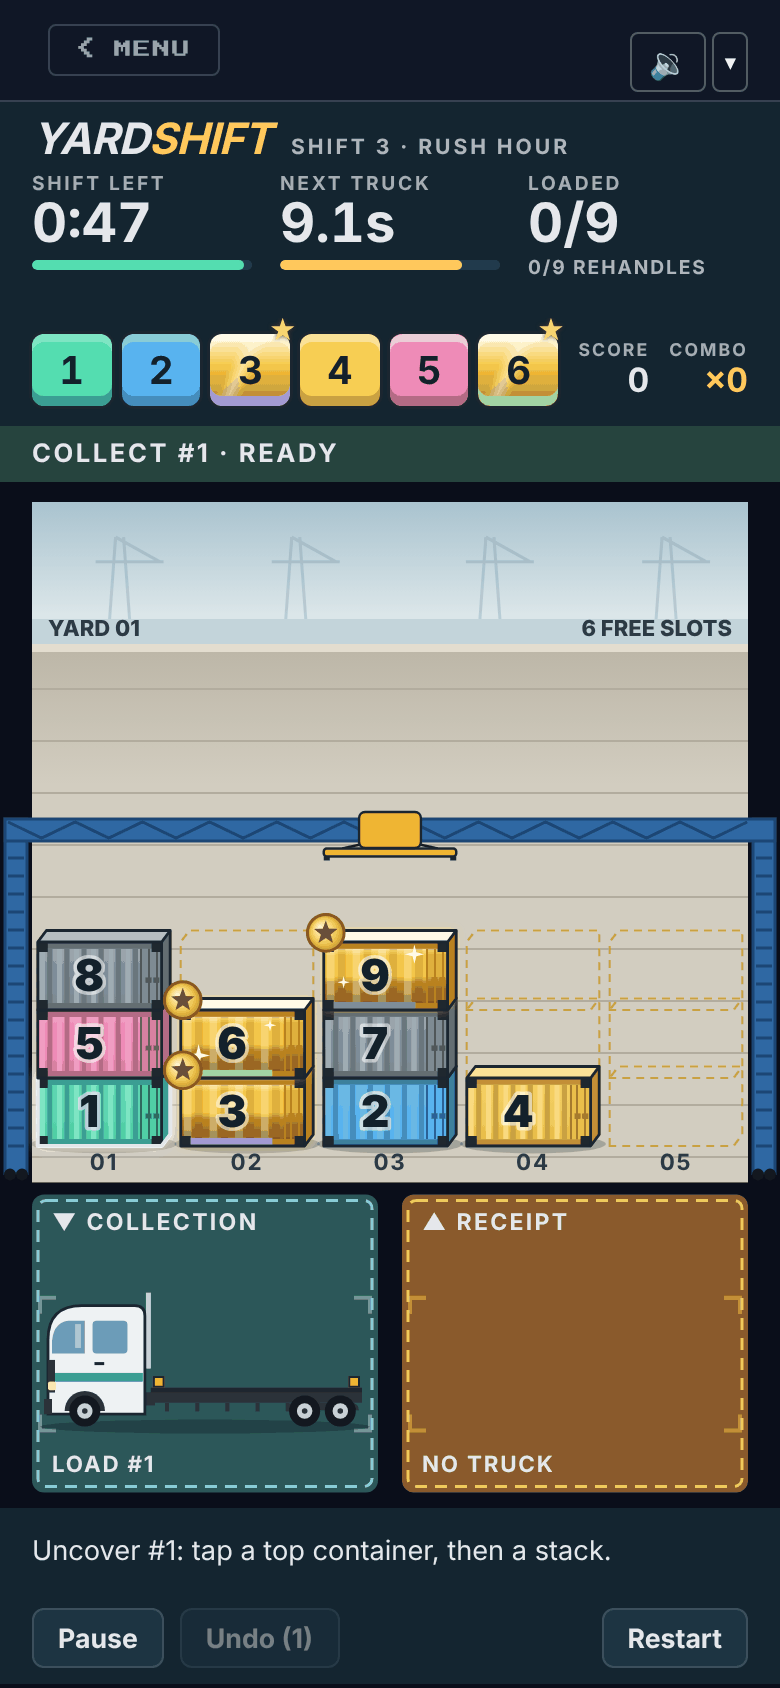 MENU
YARDSHIFT SHIFT 3 · RUSH HOUR
SHIFT LEFT NEXT TRUCK LOADED
0:47 9.1s 0/9
0/9 REHANDLES
1 2 3 4 5 6
SCORE COMBO
0 ×0
COLLECT #1 · READY
YARD 01 6 FREE SLOTS
8 9
5 6 7
1 3 2 4
01 02 03 04 05
▼ COLLECTION ▲ RECEIPT
LOAD #1 NO TRUCK
Uncover #1: tap a top container, then a stack.
Pause Undo (1) Restart